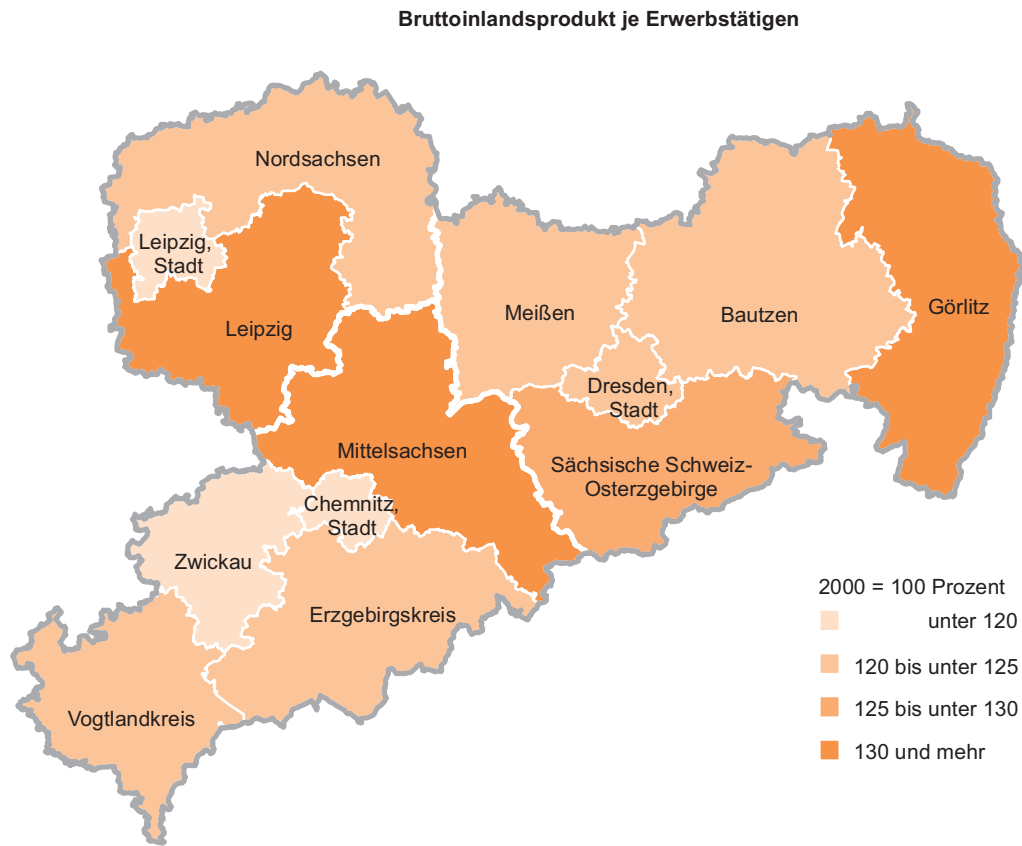 Bruttoinlandsprodukt je Erwerbstätigen
Nordsachsen
Leipzig,
Stadt
Leipzig
Meißen
Bautzen
Görlitz
Dresden,
Stadt
Mittelsachsen
Sächsische Schweiz-
Osterzgebirge
Chemnitz,
Stadt
Zwickau
Erzgebirgskreis
Vogtlandkreis
2000 = 100 Prozent
unter 120
120 bis unter 125
125 bis unter 130
130 und mehr